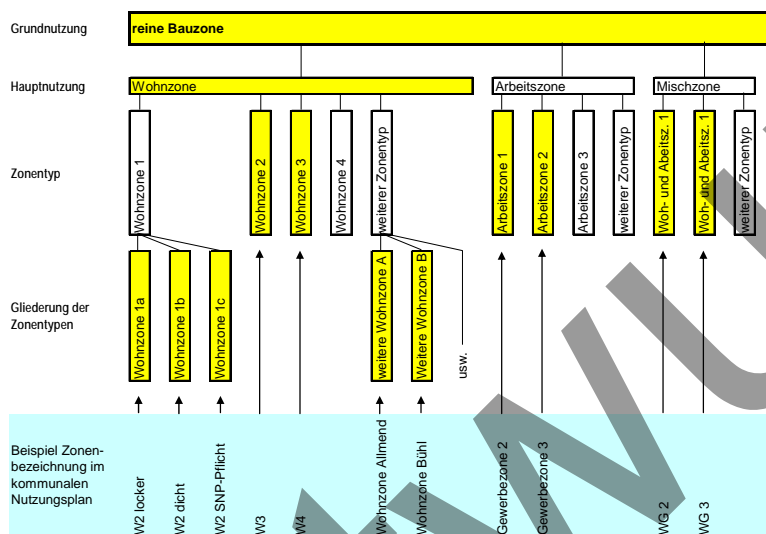 Grundnutzung
reine Bauzone
Hauptnutzung
Wohnzone
Arbeitszone
Mischzone
Zonentyp
Wohnzone 1
Wohnzone 2
Wohnzone 3
Wohnzone 4
weiterer Zonentyp
Arbeitszone 1
Arbeitszone 2
Arbeitszone 3
weiterer Zonentyp
Woh- und Abeitsz. 1
Woh- und Abeitsz. 1
weiterer Zonentyp
Gliederung der
Zonentypen
Wohnzone 1a
Wohnzone 1b
Wohnzone 1c
weitere Wohnzone A
Weitere Wohnzone B
usw.
Beispiel Zonen-
bezeichnung im
kommunalen
Nutzungsplan
W2 locker
W2 dicht
W2 SNP-Pflicht
W3
W4
Wohnzone Allmend
Wohnzone Bühl
Gewerbezone 2
Gewerbezone 3
WG 2
WG 3